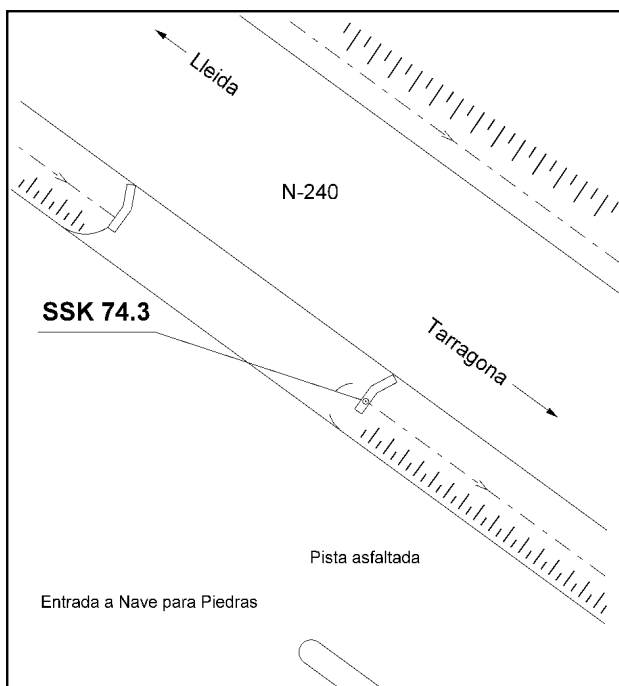 Lleida
N-240
SSK 74.3
Tarragona
Pista asfaltada
Entrada a Nave para Piedras